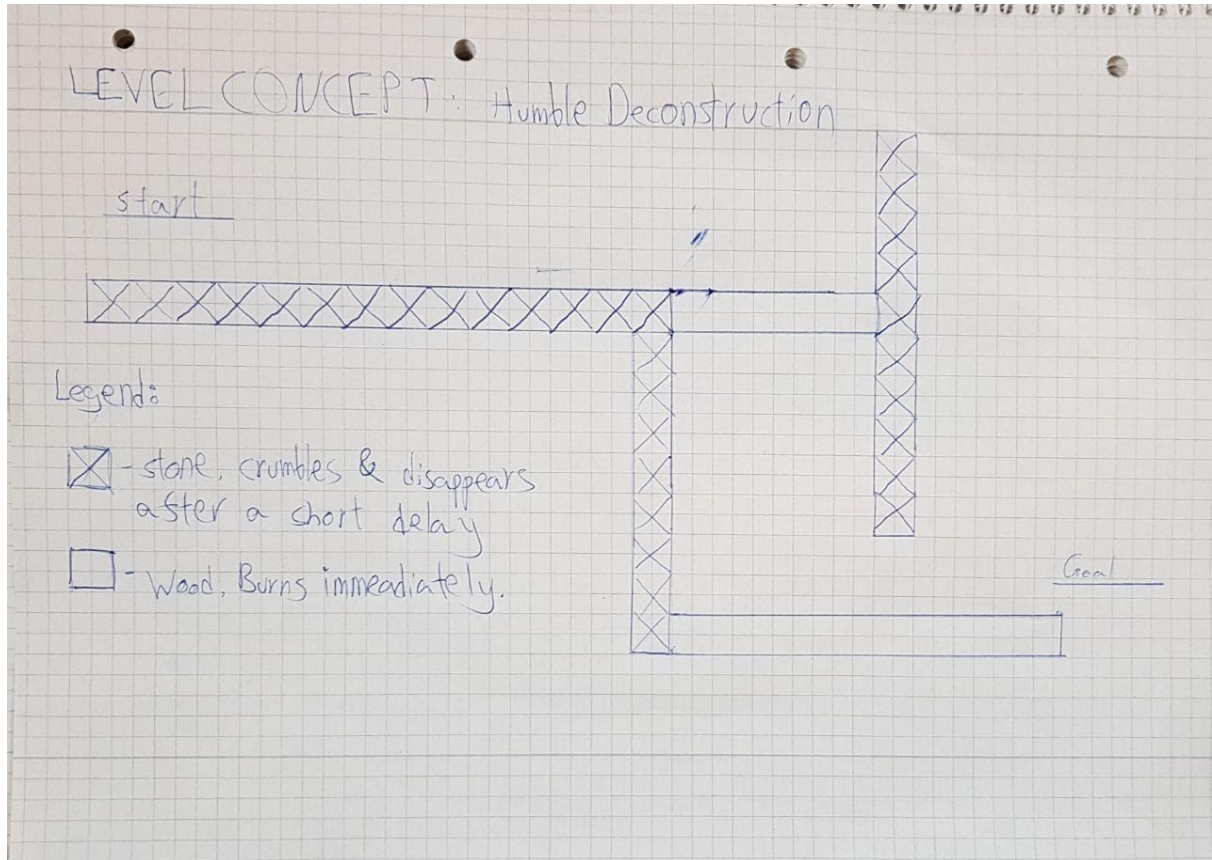 LEVEL CONCEPT: Humble Deconstruction
start
Legend:
- stone, crumbles & disappears
after a short delay
- Wood, Burns immeadiately.
Goal